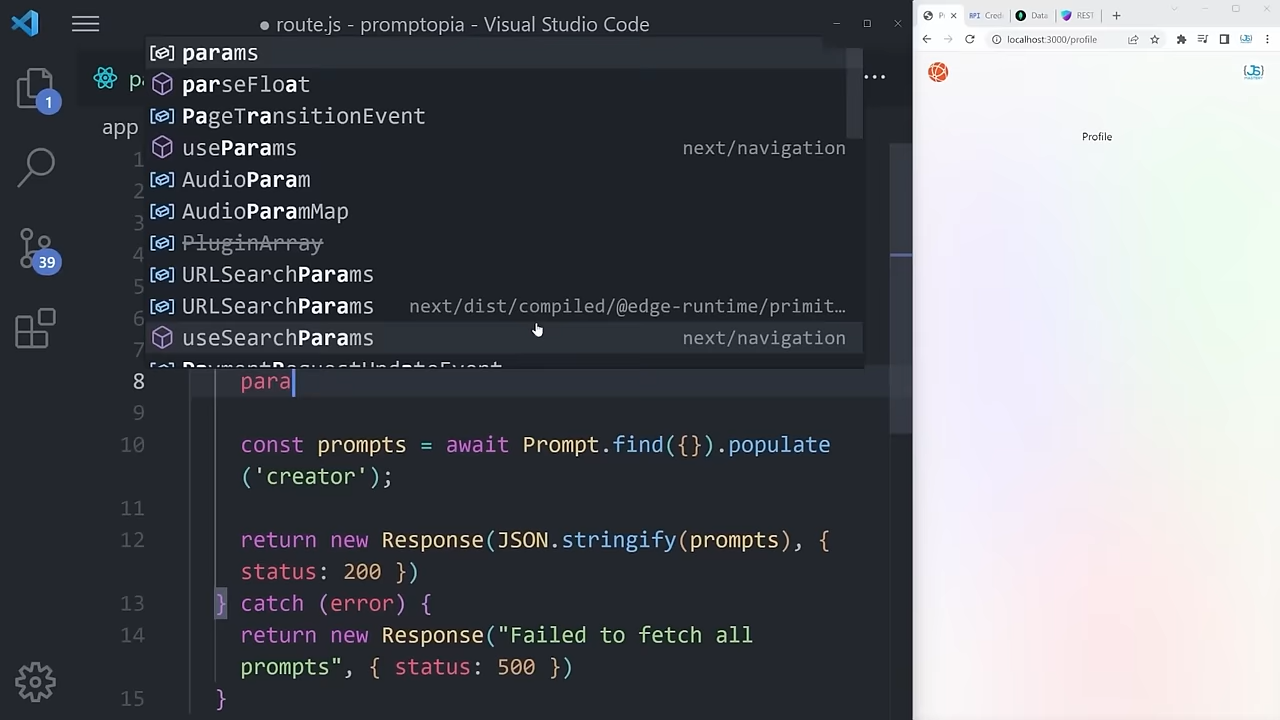 ● route.js - promptopia - Visual Studio Code
params
parseFloat
PageTransitionEvent
useParams next/navigation
AudioParam
AudioParamMap
PluginArray
URLSearchParams
URLSearchParams next/dist/compiled/@edge-runtime/primit…
useSearchParams next/navigation
PaymentRequestUpdateEvent
1
39
app
1
2
3
4
5
6
7
8 para
9
10 const prompts = await Prompt.find({}).populate
('creator');
11
12 return new Response(JSON.stringify(prompts), {
status: 200 })
13 } catch (error) {
14 return new Response("Failed to fetch all
prompts", { status: 500 })
15 }
Cred
Data
REST
localhost:3000/profile
Profile